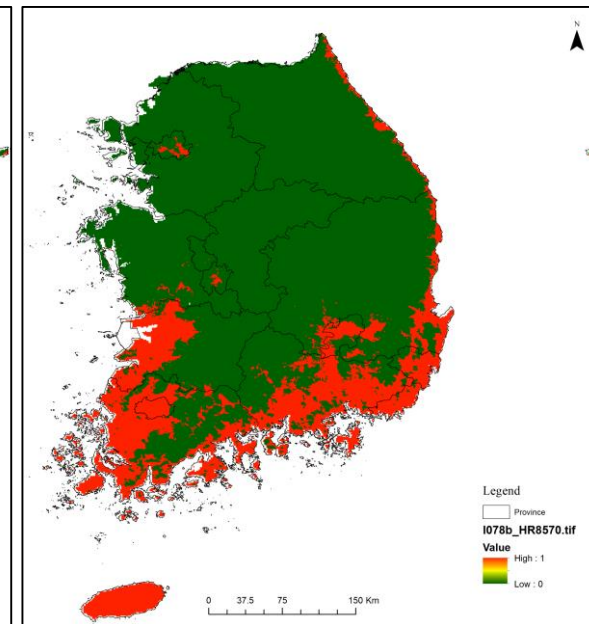 N
Legend
Province
I078b_HR8570.tif
Value
High : 1
Low : 0
0 37.5 75 150 Km